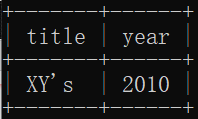 +-------+------+
| title | year |
+-------+------+
| XY's  | 2010 |
+-------+------+